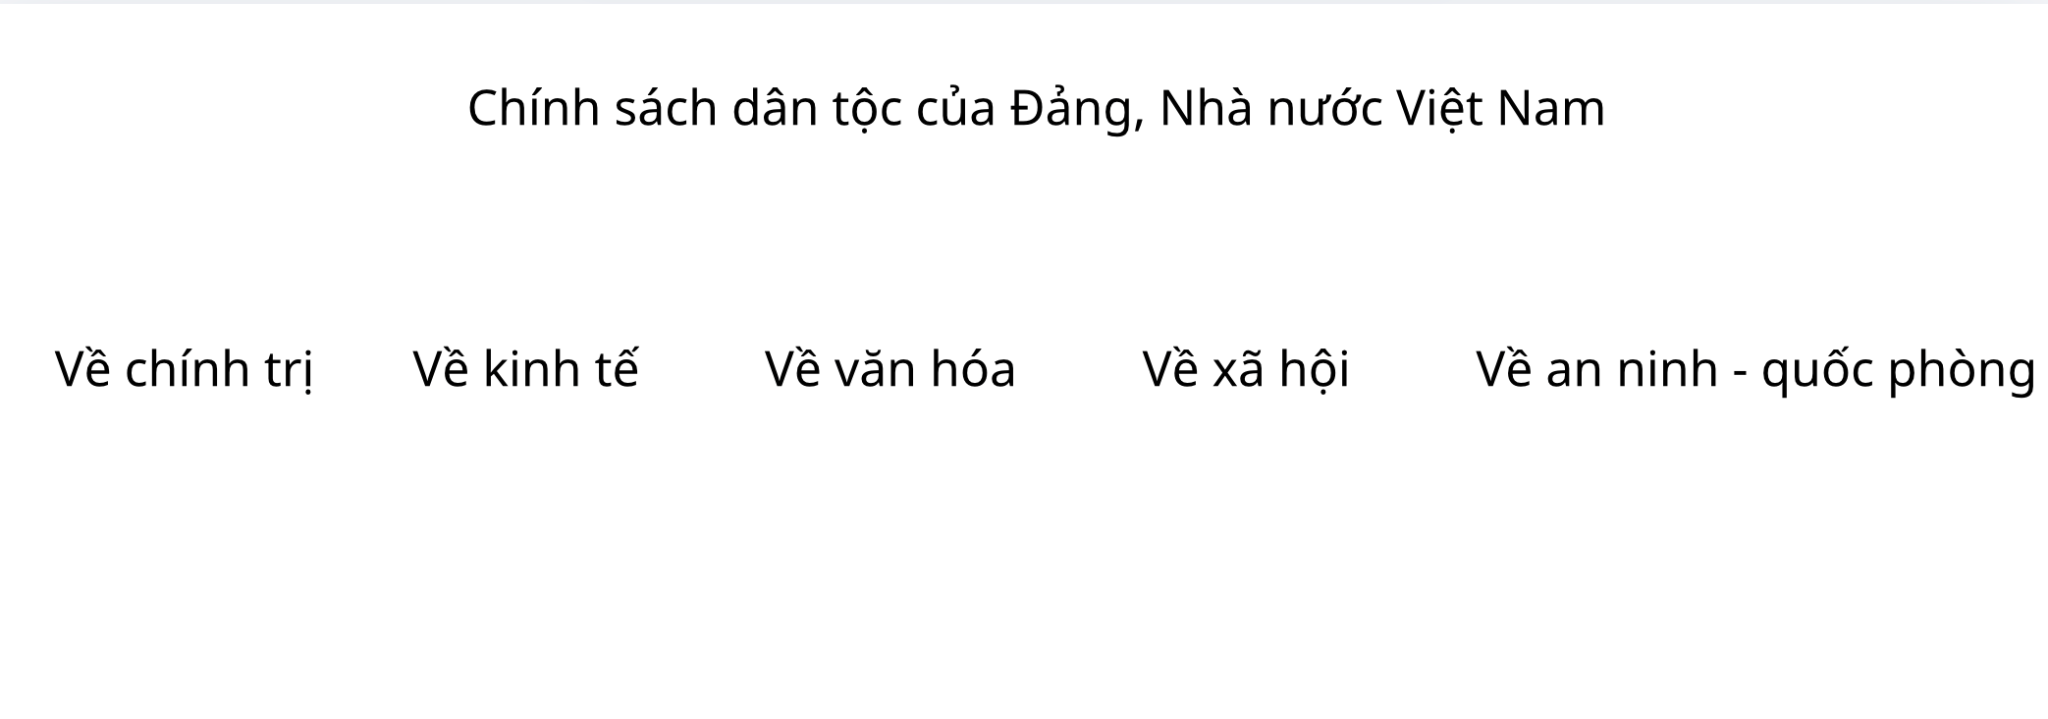 Chính sách dân tộc của Đảng, Nhà nước Việt Nam
Về chính trị Về kinh tế Về văn hóa Về xã hội Về an ninh - quốc phòng